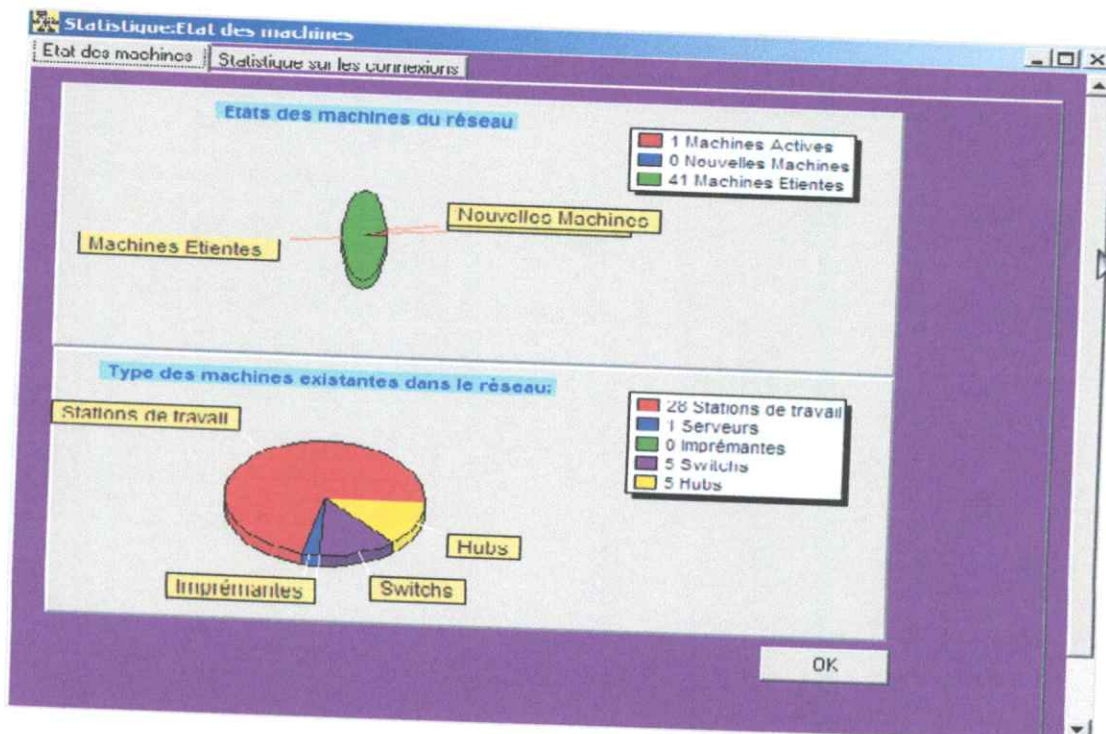 Statistique:Etat des machines
Etat des machines
Statistique sur les connexions
Etats des machines du réseau
1 Machines Actives
0 Nouvelles Machines
41 Machines Etientes
Nouvelles Machines
Machines Etientes
Type des machines existantes dans le réseau:
28 Stations de travail
1 Serveurs
0 Imprémantes
5 Switchs
5 Hubs
Stations de travail
Hubs
Imprémantes
Switchs
OK